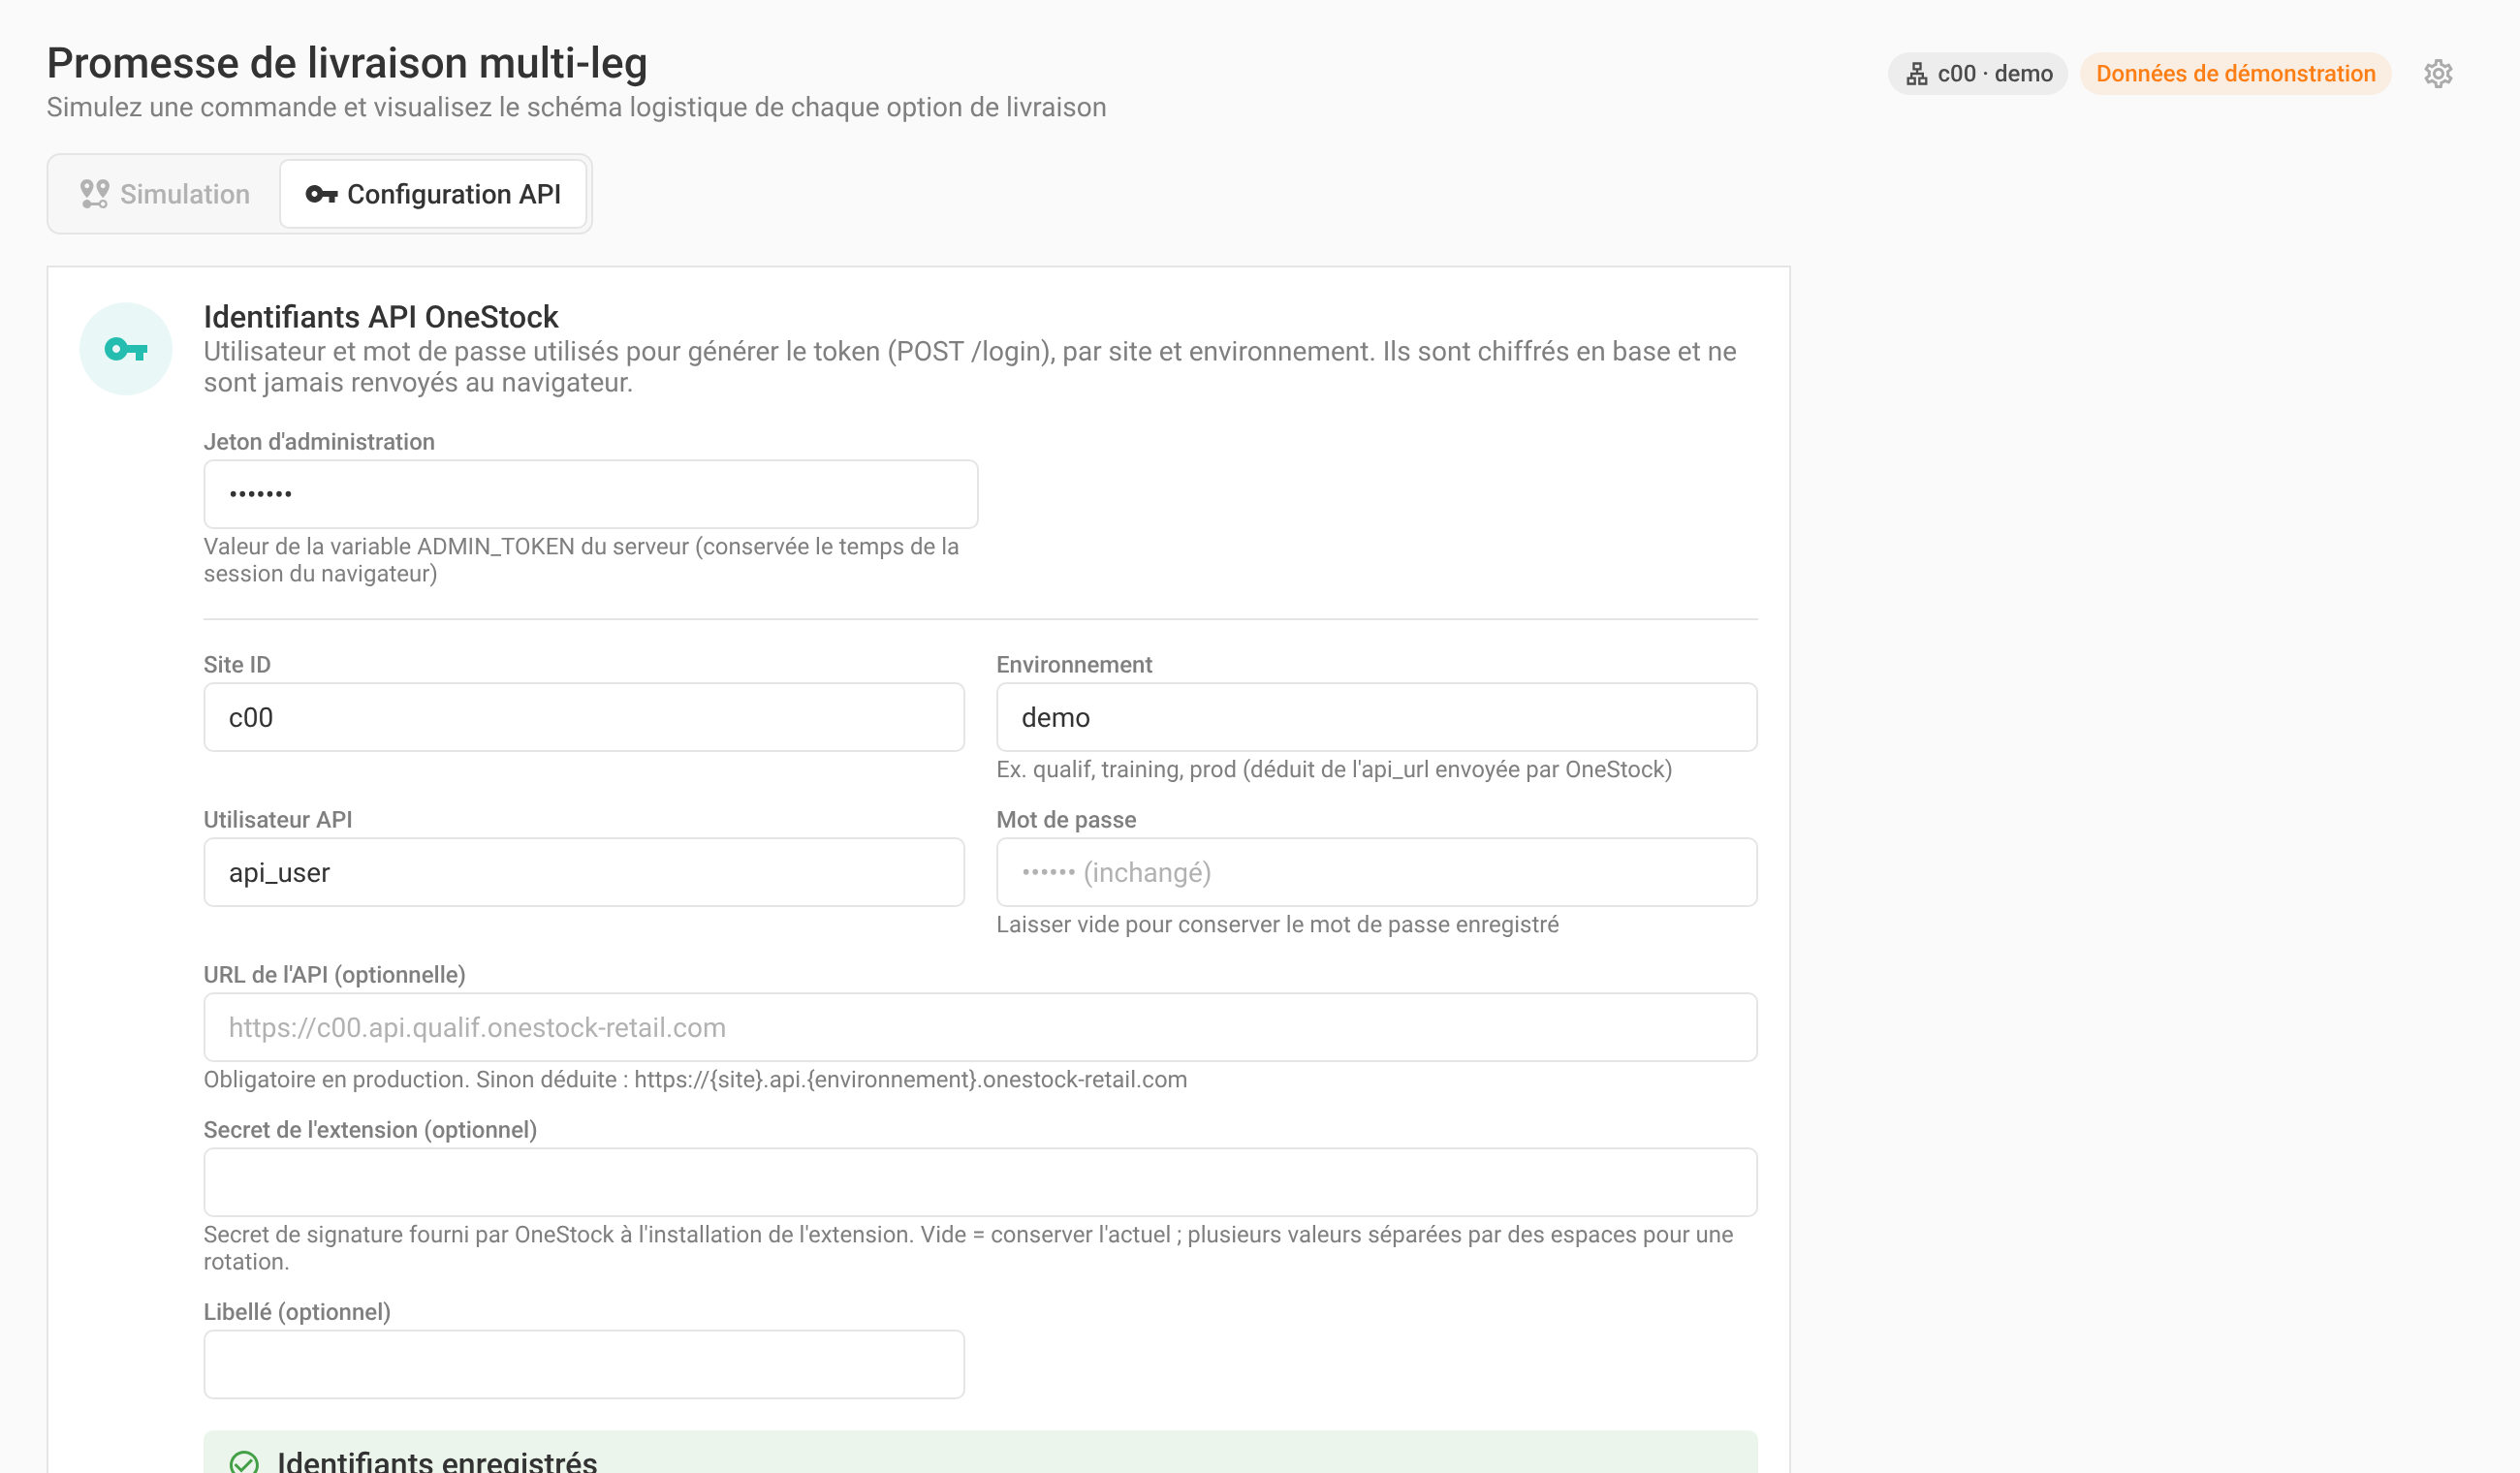 Promesse de livraison multi-leg
c00 · demo
Données de démonstration
Simulez une commande et visualisez le schéma logistique de chaque option de livraison
Simulation
Configuration API
Identifiants API OneStock
Utilisateur et mot de passe utilisés pour générer le token (POST /login), par site et environnement. Ils sont chiffrés en base et ne
sont jamais renvoyés au navigateur.
Jeton d'administration
•••••••
Valeur de la variable ADMIN_TOKEN du serveur (conservée le temps de la
session du navigateur)
Site ID
Environnement
c00
demo
Ex. qualif, training, prod (déduit de l'api_url envoyée par OneStock)
Utilisateur API
Mot de passe
api_user
•••••• (inchangé)
Laisser vide pour conserver le mot de passe enregistré
URL de l'API (optionnelle)
https://c00.api.qualif.onestock-retail.com
Obligatoire en production. Sinon déduite : https://{site}.api.{environnement}.onestock-retail.com
Secret de l'extension (optionnel)
Secret de signature fourni par OneStock à l'installation de l'extension. Vide = conserver l'actuel ; plusieurs valeurs séparées par des espaces pour une
rotation.
Libellé (optionnel)
Identifiants enregistrés